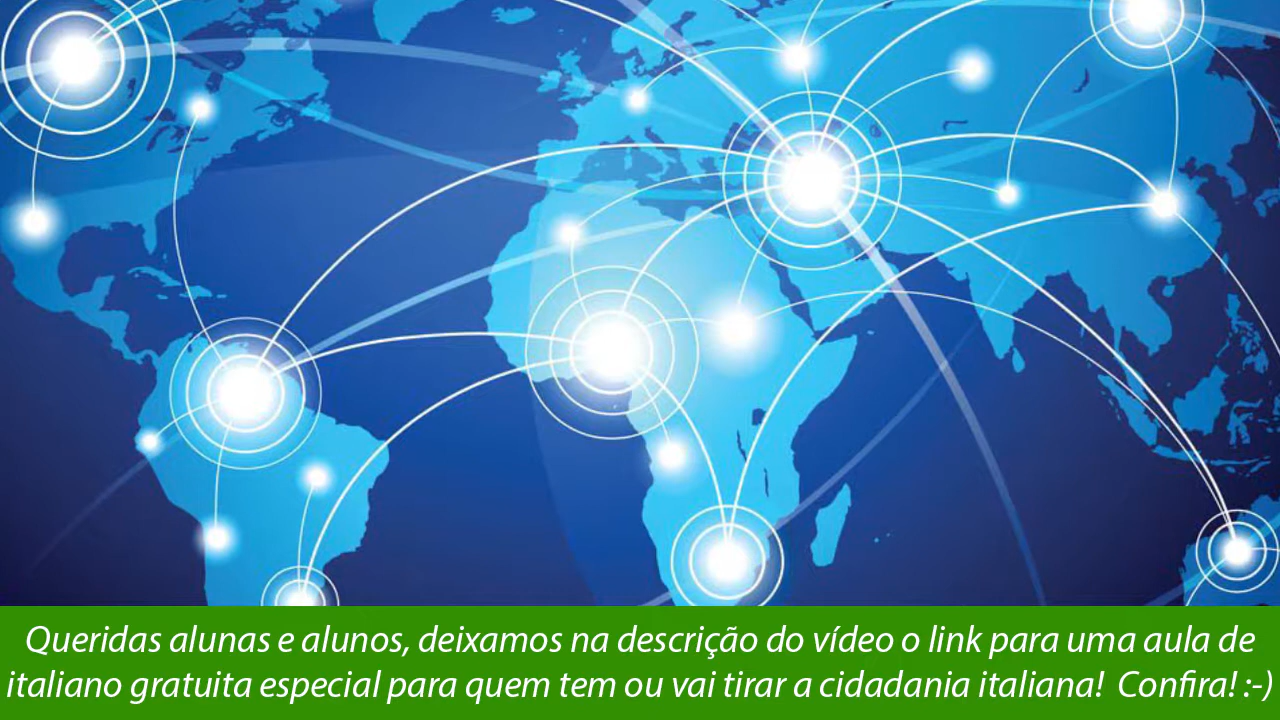 Queridas alunas e alunos, deixamos na descrição do vídeo o link para uma aula de
italiano gratuita especial para quem tem ou vai tirar a cidadania italiana! Confira! :-)